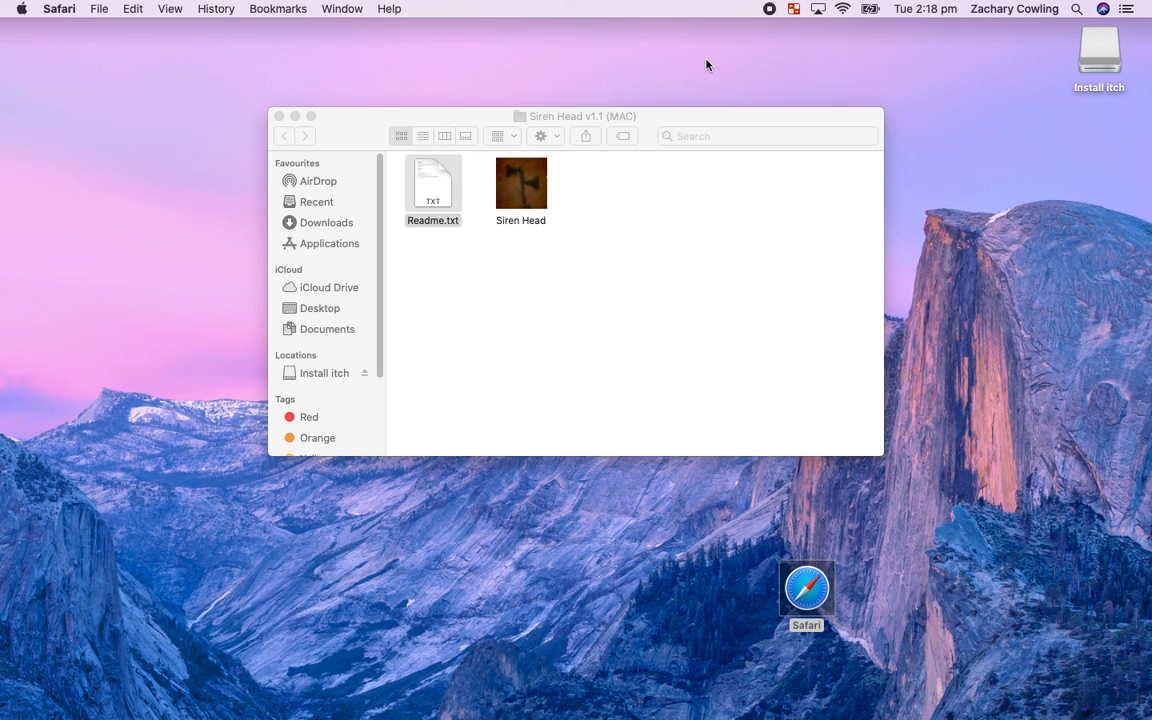 Safari File Edit View History Bookmarks Window Help Tue 2:18 pm Zachary Cowling
Install itch
Siren Head v1.1 (MAC)
Search
Favourites
AirDrop
Recent
Downloads
Applications
iCloud
iCloud Drive
Desktop
Documents
Locations
Install itch
Tags
Red
Orange
TXT
Readme.txt
Siren Head
Safari